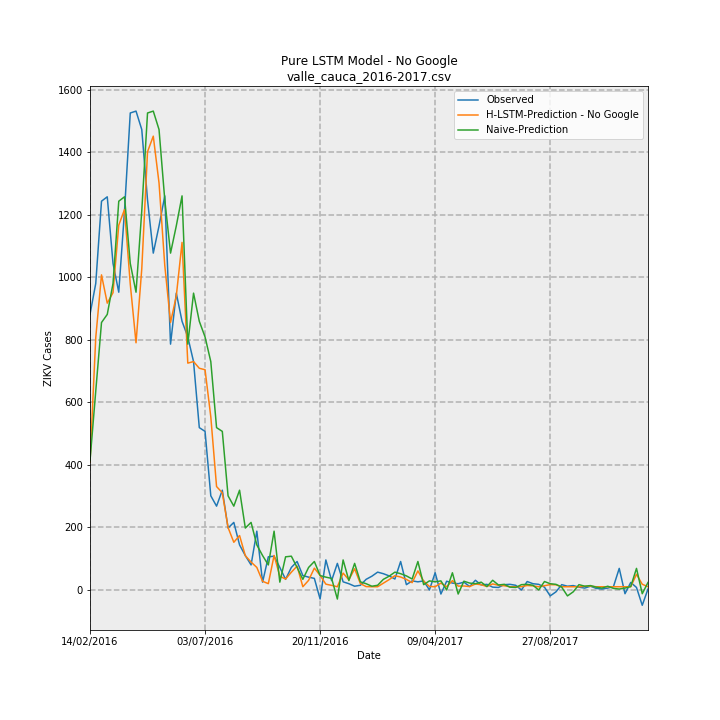 Pure LSTM Model - No Google
valle_cauca_2016-2017.csv
Observed
H-LSTM-Prediction - No Google
Naive-Prediction
ZIKV Cases
1600
1400
1200
1000
800
600
400
200
0
14/02/2016
03/07/2016
20/11/2016
09/04/2017
27/08/2017
Date